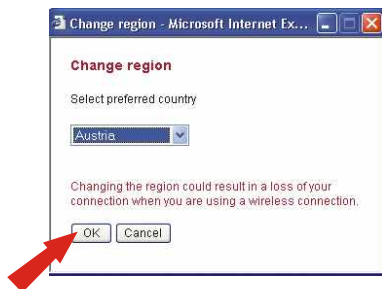 Change region - Microsoft Internet Ex...
Change region
Select preferred country
Austria
Changing the region could result in a loss of your
connection when you are using a wireless connection.
OK Cancel